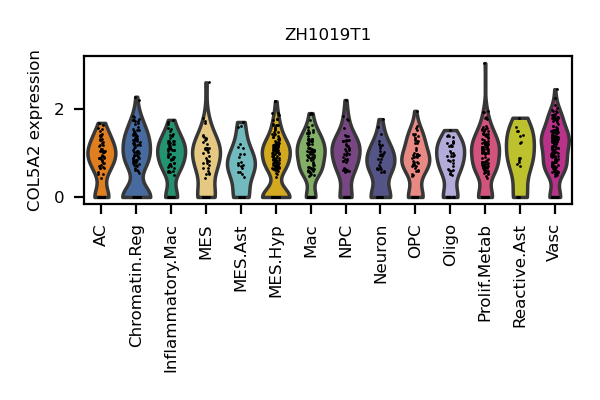 ZH1019T1
COL5A2 expression
2
0
AC
Chromatin.Reg
Inflammatory.Mac
MES
MES.Ast
MES.Hyp
Mac
NPC
Neuron
OPC
Oligo
Prolif.Metab
Reactive.Ast
Vasc